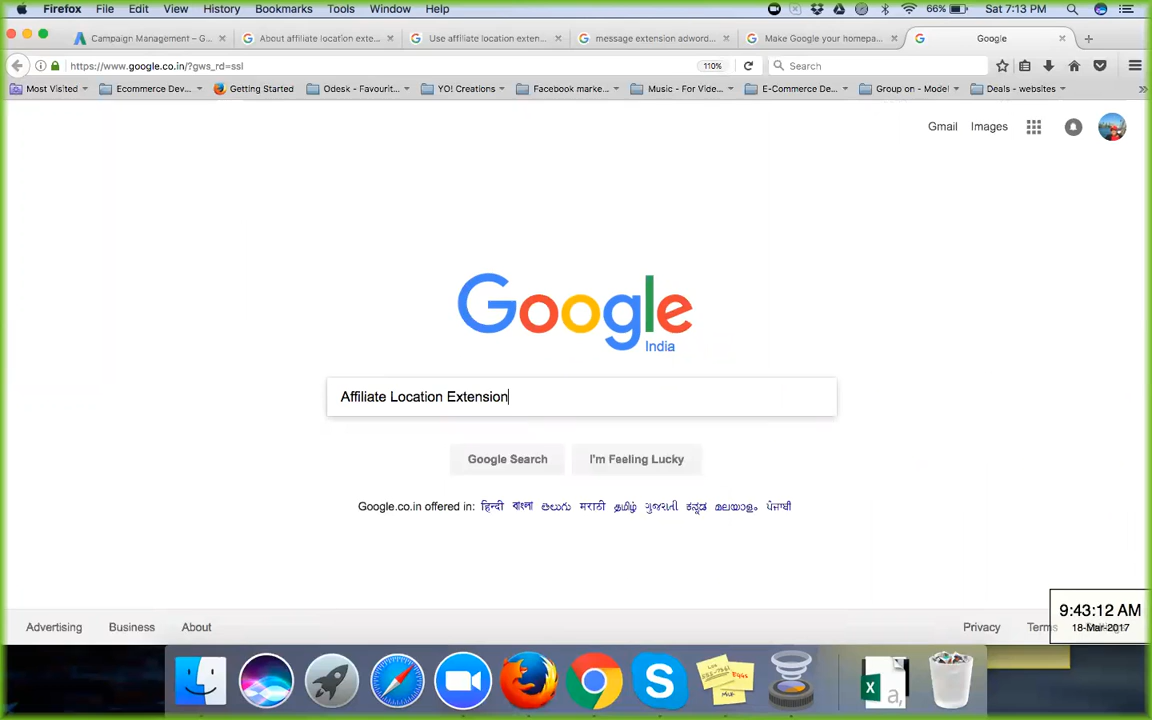 Firefox File Edit View History Bookmarks Tools Window Help 66% Sat 7:13 PM
Campaign Management – G... About affiliate location exte... Use affiliate location exten... message extension adword... Make Google your homepa... Google
https://www.google.co.in/?gws_rd=ssl 110% Search
Most Visited Ecommerce Dev... Getting Started Odesk - Favourit... YO! Creations Facebook marke... Music - For Vide... E-Commerce De... Group on - Model Deals - websites
Gmail Images
Google
India
Affiliate Location Extension
Google Search I'm Feeling Lucky
Google.co.in offered in: हिन्दी বাংলা తెలుగు मराठी தமிழ் ગુજરાતી ಕನ್ನಡ മലയാളം ਪੰਜਾਬੀ
9:43:12 AM
Advertising Business About Privacy Terms
18-Mar-2017
EGGS
MILK
X a,